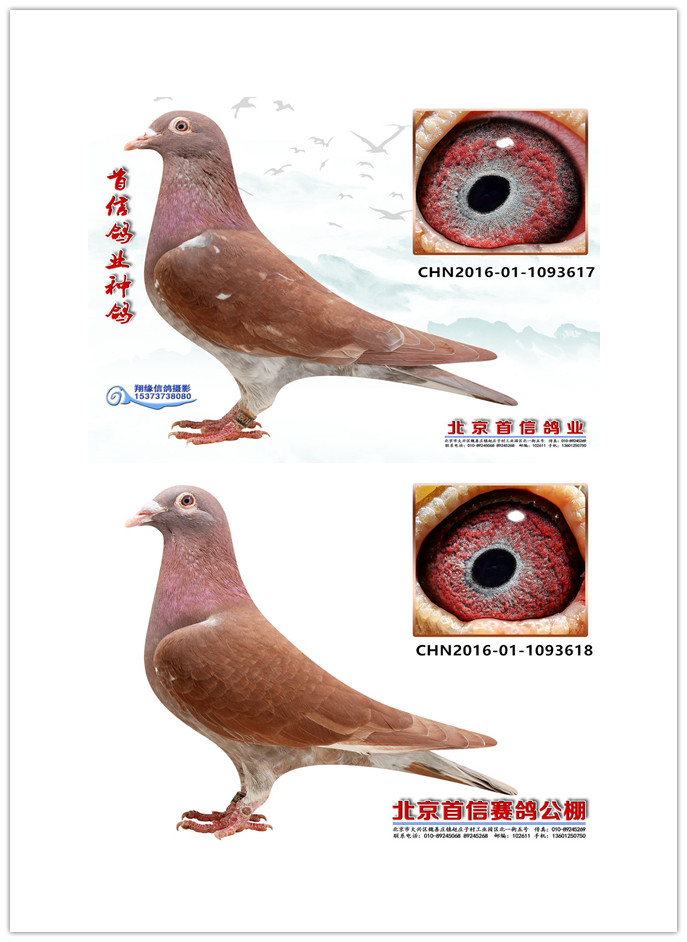 首信鸽业种鸽
CHN2016-01-1093617
翔缘信鸽摄影
15373738080
北京首信鸽业
北京市大兴区魏善庄镇赵庄子村工业园区北一街五号 传真: 010-89245269
联系电话: 010-89245068 89245268 邮编: 102611 手机: 13601250750
CHN2016-01-1093618
北京首信赛鸽公棚
北京市大兴区魏善庄镇赵庄子村工业园区北一街五号 传真: 010-89245269
联系电话: 010-89245068 89245268 邮编: 102611 手机: 13601250750